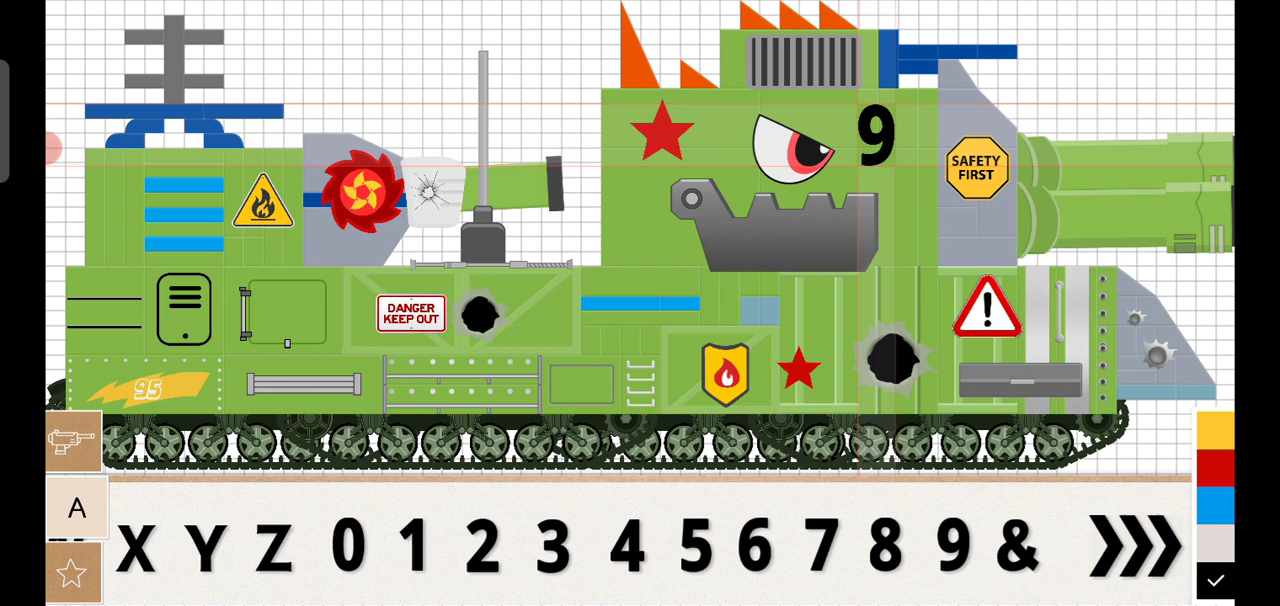 9
SAFETY
FIRST
DANGER
KEEP OUT
95
A
X Y Z 0 1 2 3 4 5 6 7 8 9 &